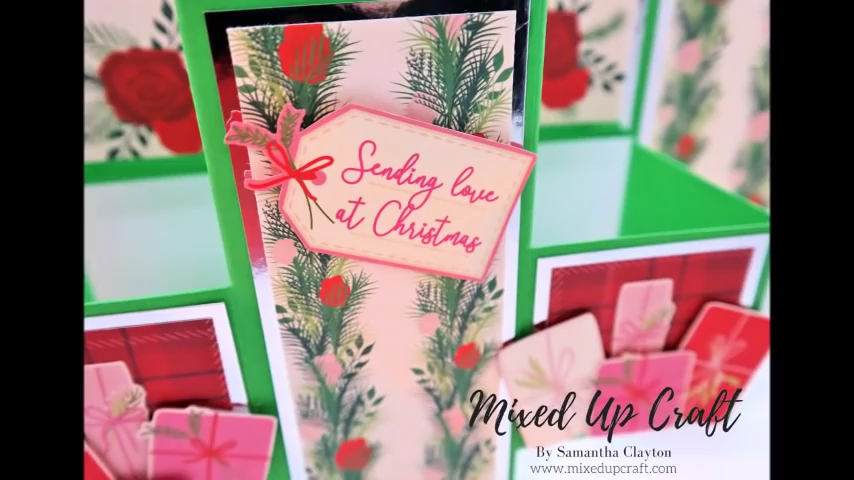 Sending love
at Christmas
Mixed Up Craft
By Samantha Clayton
www.mixedupcraft.com